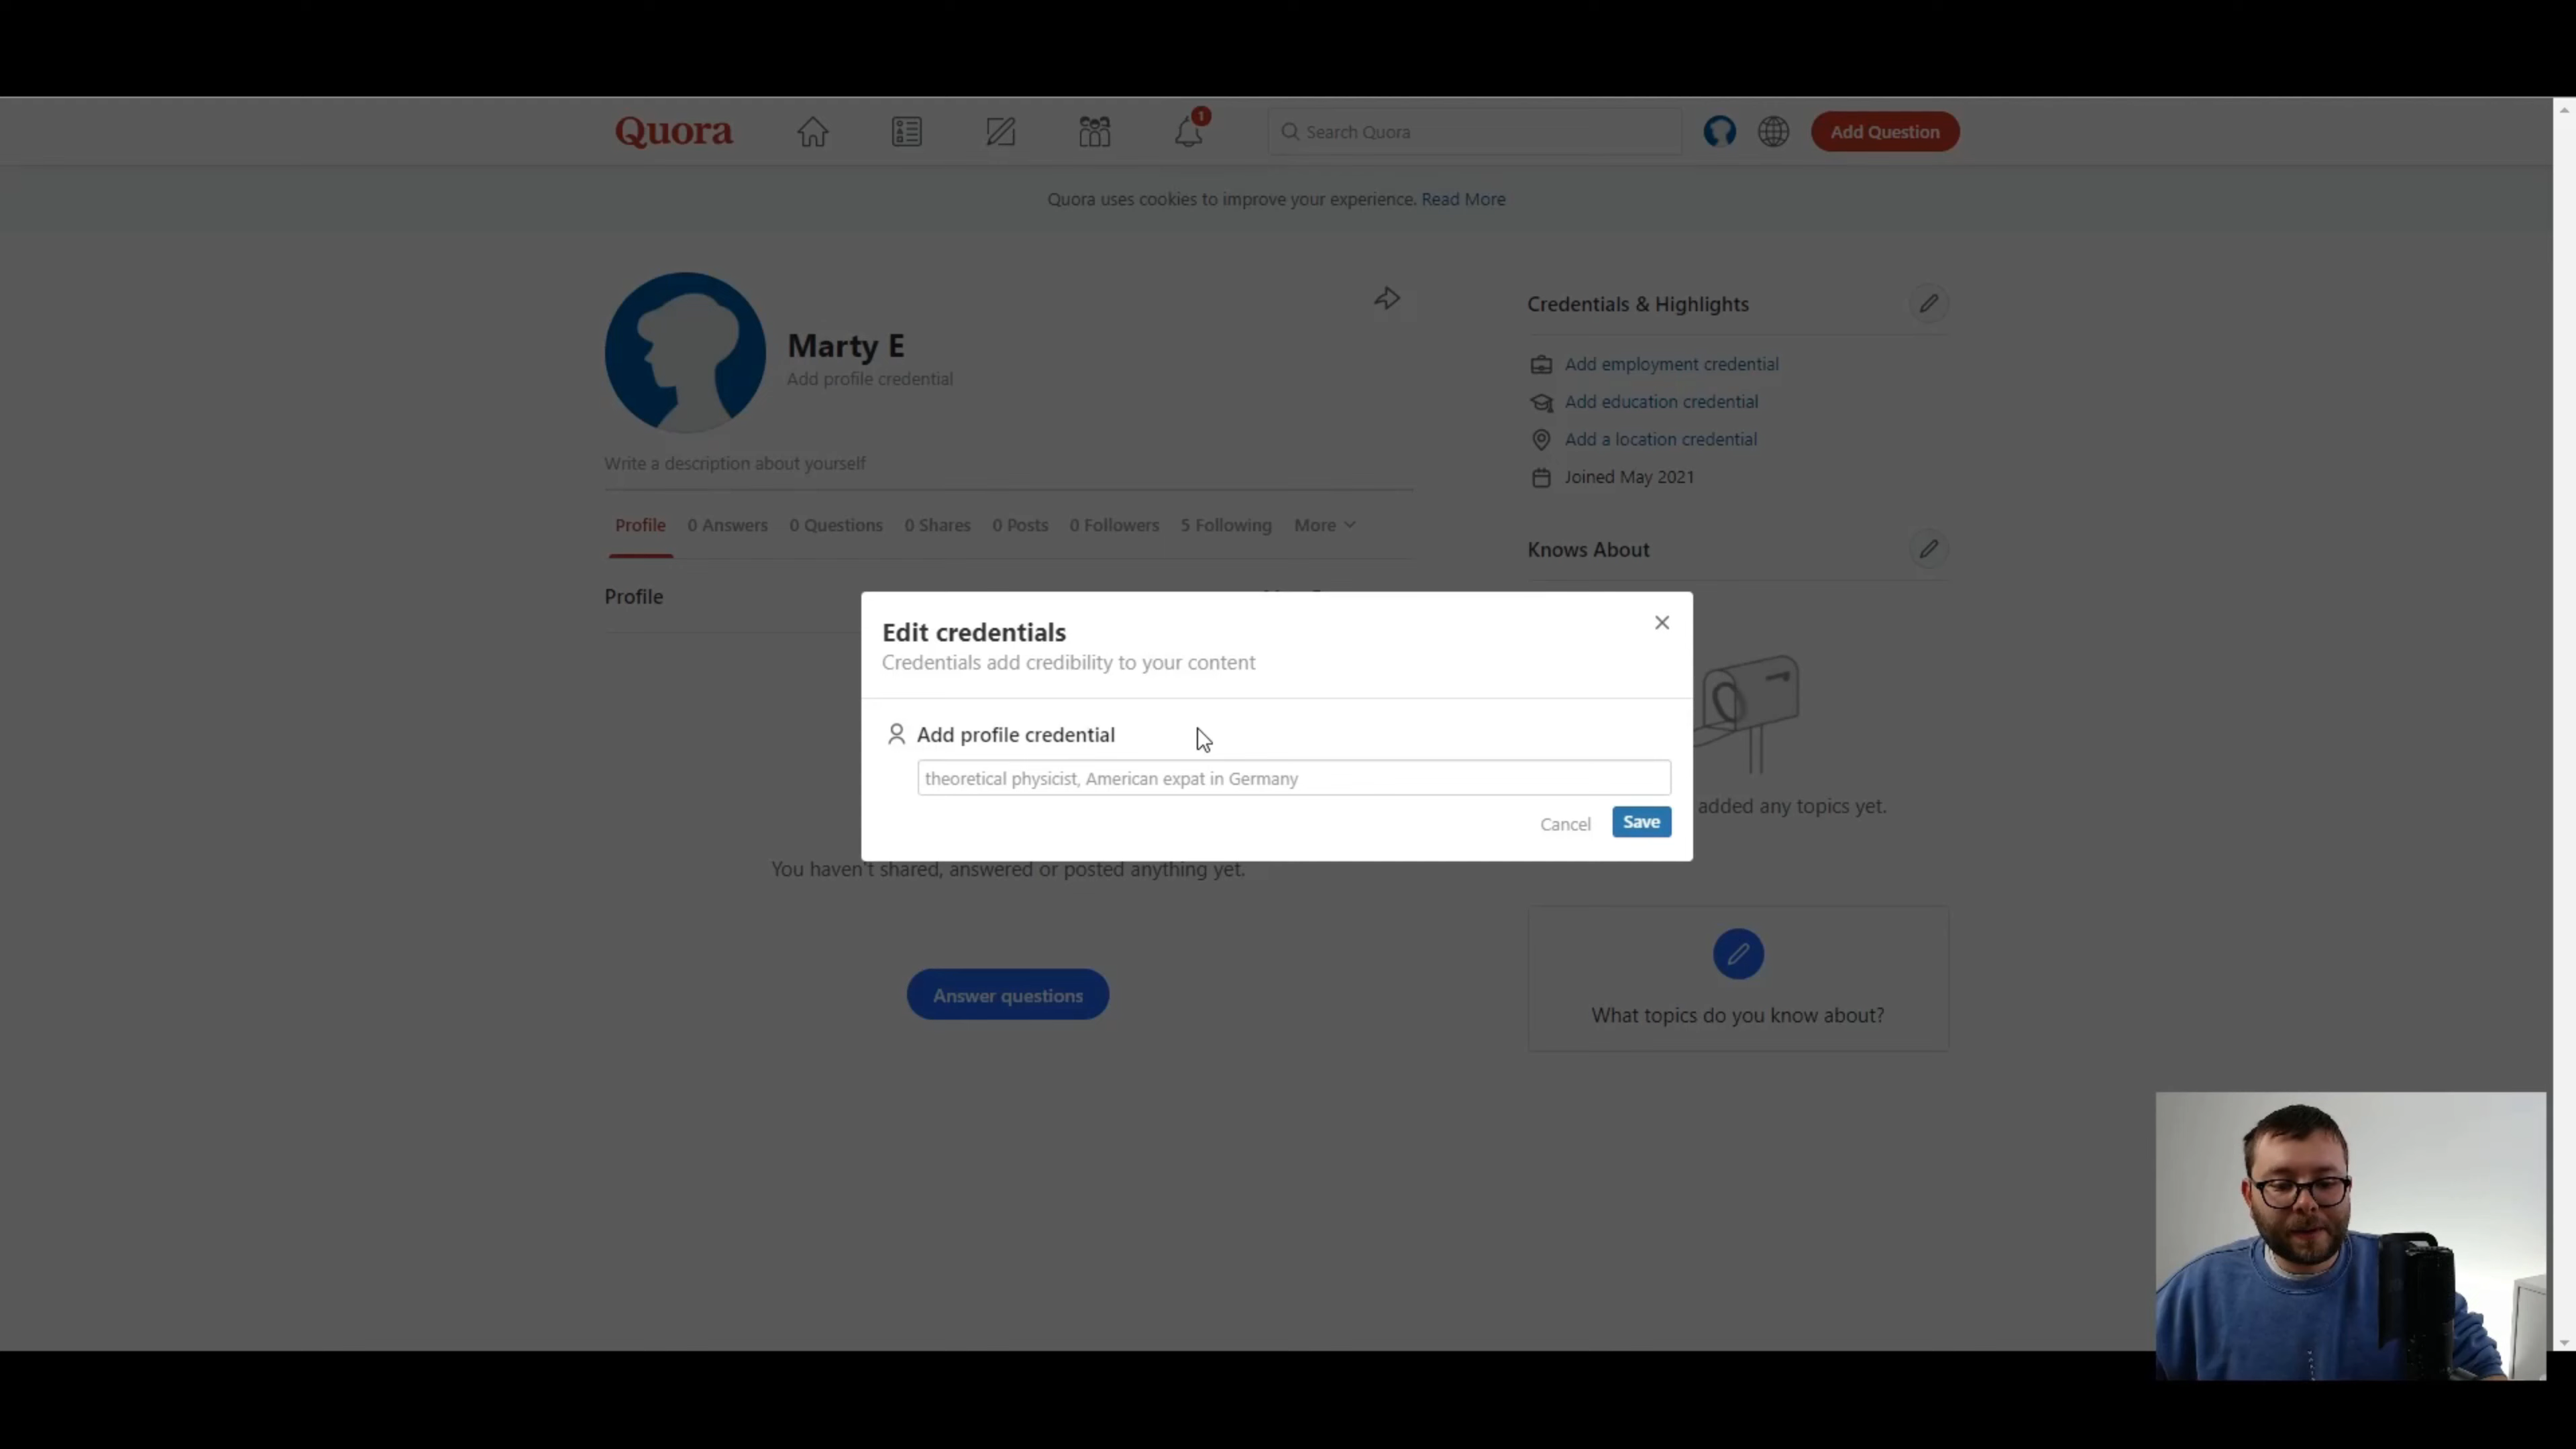 Quora
1
Search Quora
Add Question
Quora uses cookies to improve your experience. Read More
Marty E
Add profile credential
Write a description about yourself
Profile 0 Answers 0 Questions 0 Shares 0 Posts 0 Followers 5 Following More
Profile
Credentials & Highlights
Add employment credential
Add education credential
Add a location credential
Joined May 2021
Knows About
Edit credentials
Credentials add credibility to your content
Add profile credential
theoretical physicist, American expat in Germany
Cancel Save
added any topics yet.
You haven't shared, answered or posted anything yet.
Answer questions
What topics do you know about?